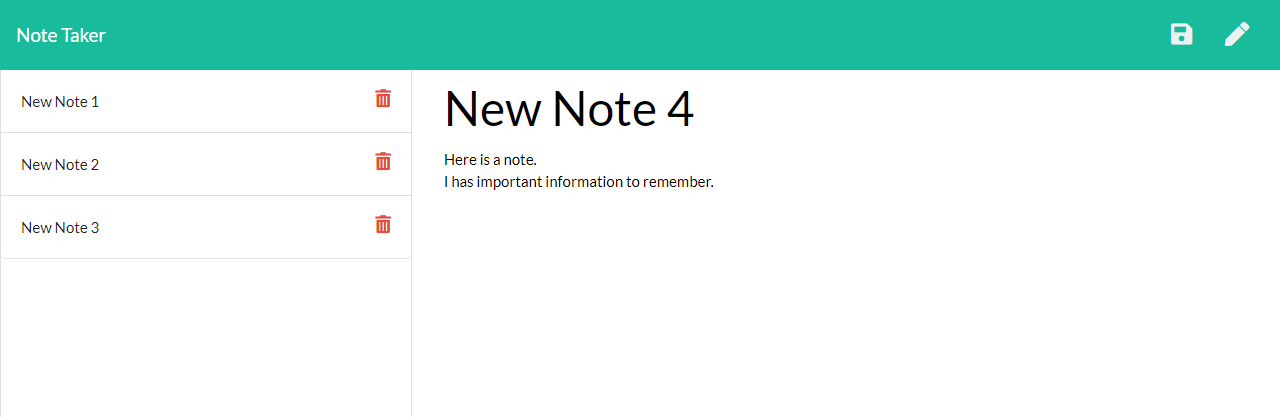 Note Taker
New Note 1
New Note 2
New Note 3
New Note 4
Here is a note.
I has important information to remember.